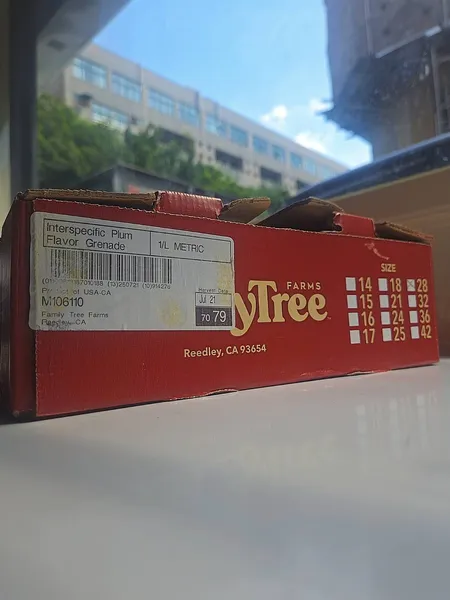 Interspecific Plum
Flavor Grenade
1/L METRIC
Product of USA-CA
M106110
Family Tree Farms
Reedley, CA
Harvest Date
Jul 21
70 79
yTree
FARMS
Reedley, CA 93654
SIZE
14 18 28
15 21 32
16 24 36
17 25 42